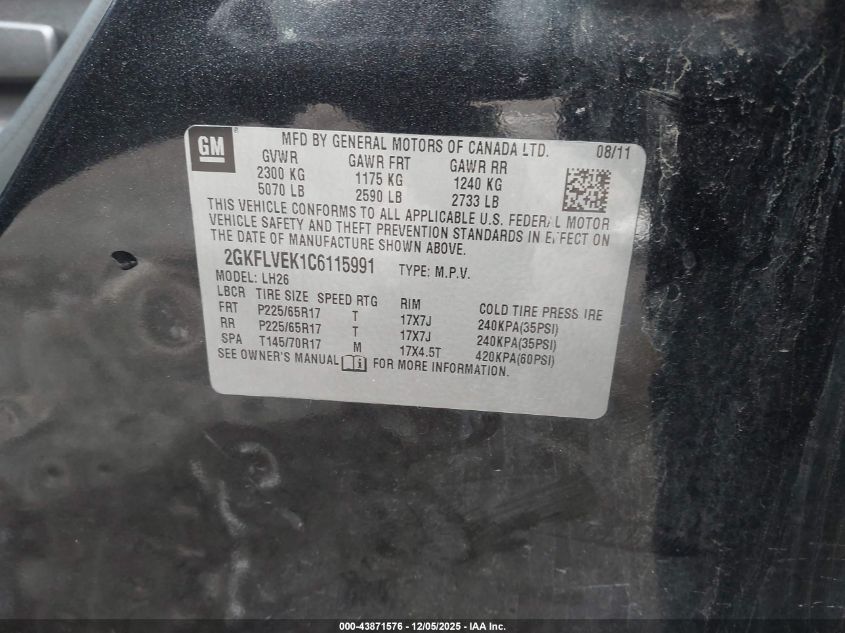 GM
MFD BY GENERAL MOTORS OF CANADA LTD. 08/11
GVWR GAWR FRT GAWR RR
2300 KG 1175 KG 1240 KG
5070 LB 2590 LB 2733 LB
THIS VEHICLE CONFORMS TO ALL APPLICABLE U.S. FEDERAL MOTOR
VEHICLE SAFETY AND THEFT PREVENTION STANDARDS IN EFFECT ON
THE DATE OF MANUFACTURE SHOWN ABOVE.
2GKFLVEK1C6115991 TYPE: M.P.V.
MODEL: LH26
LBCR TIRE SIZE SPEED RTG RIM COLD TIRE PRESS IRE
FRT P225/65R17 T 17X7J 240KPA(35PSI)
RR P225/65R17 T 17X7J 240KPA(35PSI)
SPA T145/70R17 M 17X4.5T 420KPA(60PSI)
SEE OWNER'S MANUAL FOR MORE INFORMATION.
000-43871576 - 12/05/2025 - IAA Inc.